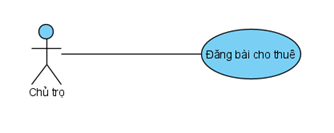 Đăng bài cho thuê
Chủ trọ